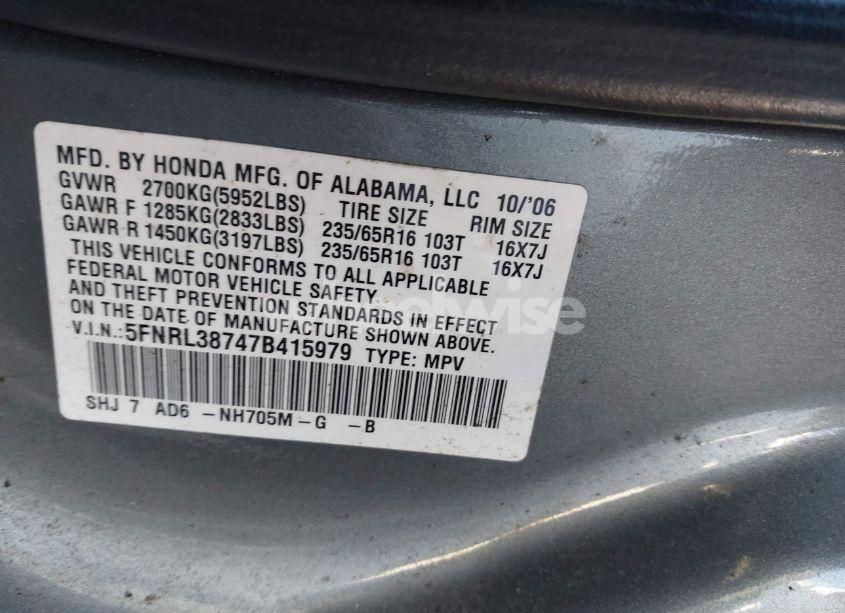 MFD. BY HONDA MFG. OF ALABAMA, LLC 10/'06
GVWR 2700KG(5952LBS) TIRE SIZE RIM SIZE
GAWR F 1285KG(2833LBS) 235/65R16 103T 16X7J
GAWR R 1450KG(3197LBS) 235/65R16 103T 16X7J
THIS VEHICLE CONFORMS TO ALL APPLICABLE
FEDERAL MOTOR VEHICLE SAFETY
AND THEFT PREVENTION STANDARDS IN EFFECT
ON THE DATE OF MANUFACTURE SHOWN ABOVE.
V.I.N.:5FNRL38747B415979 TYPE: MPV
SHJ 7 AD6 -NH705M-G -B